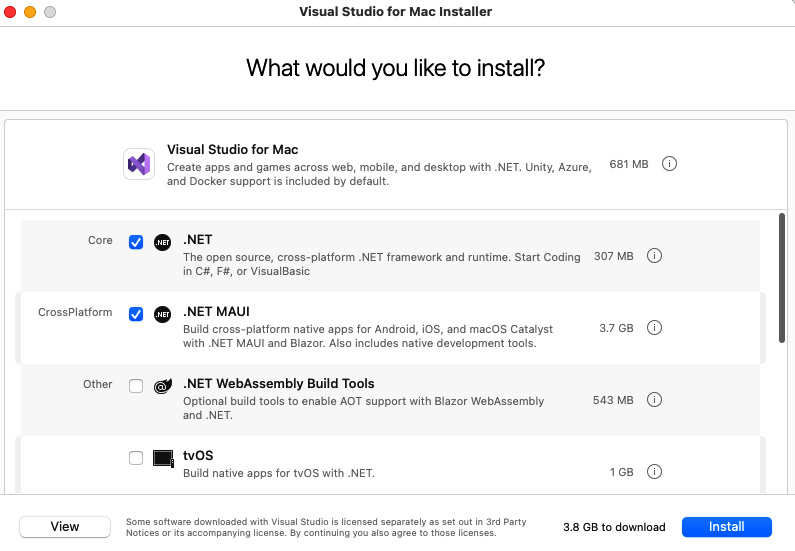 Visual Studio for Mac Installer
What would you like to install?
Visual Studio for Mac
Create apps and games across web, mobile, and desktop with .NET. Unity, Azure,
and Docker support is included by default.
681 MB
Core
.NET
.NET
The open source, cross-platform .NET framework and runtime. Start Coding
in C#, F#, or VisualBasic
307 MB
CrossPlatform
.NET
.NET MAUI
Build cross-platform native apps for Android, iOS, and macOS Catalyst
with .NET MAUI and Blazor. Also includes native development tools.
3.7 GB
Other
.NET WebAssembly Build Tools
Optional build tools to enable AOT support with Blazor WebAssembly
and .NET.
543 MB
tvOS
Build native apps for tvOS with .NET.
1 GB
View
Some software downloaded with Visual Studio is licensed separately as set out in 3rd Party
Notices or its accompanying license. By continuing you also agree to those licenses.
3.8 GB to download
Install